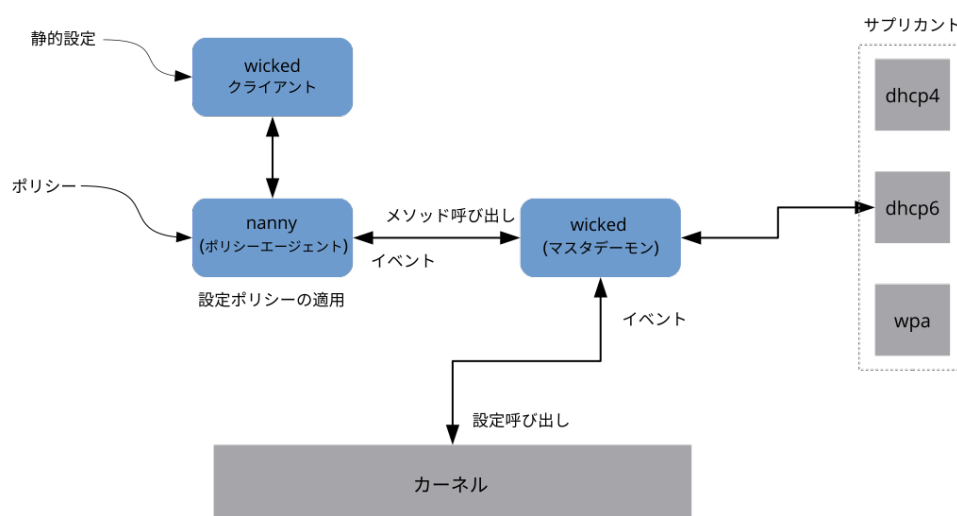 サプリカント
静的設定
wicked
クライアント
dhcp4
ポリシー
nanny
(ポリシーエージェント)
メソッド呼び出し
イベント
wicked
(マスタデーモン)
dhcp6
設定ポリシーの適用
イベント
wpa
設定呼び出し
カーネル